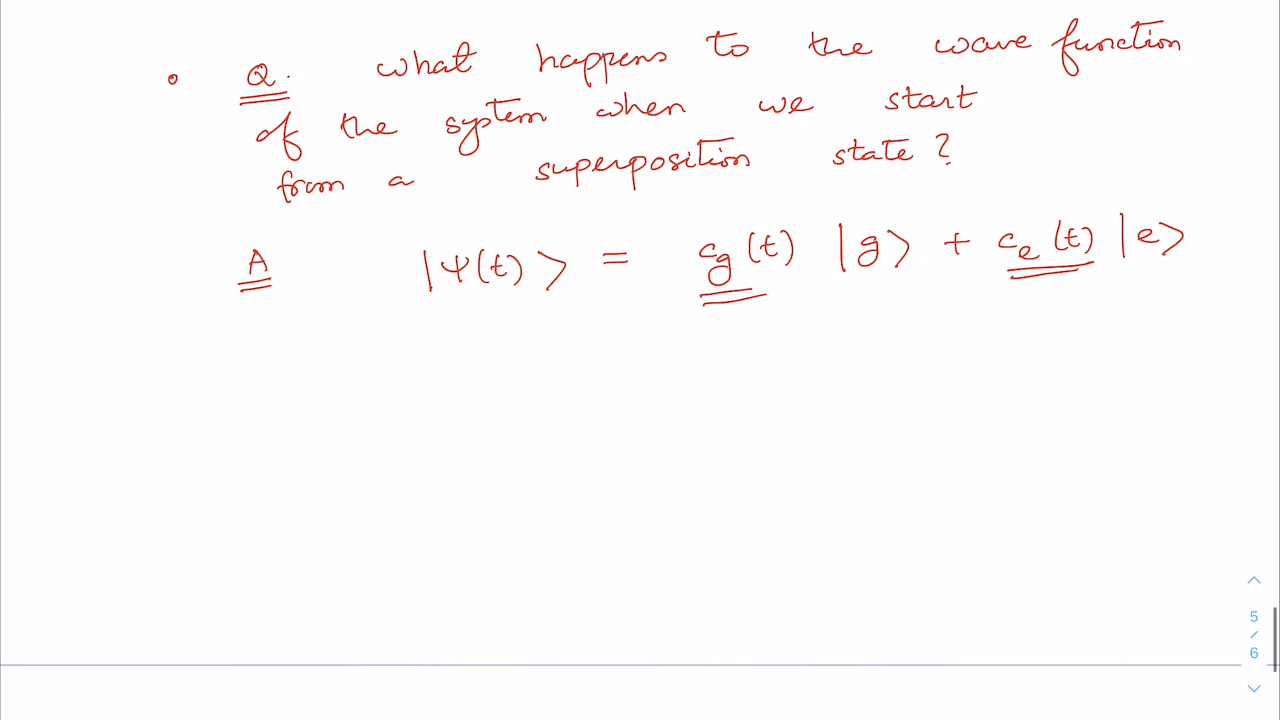 • Q. what happens to the wave function
of the system when we start
from a superposition state?
A |Ψ(t)⟩ = c_g(t) |g⟩ + c_e(t) |e⟩
5
/
6